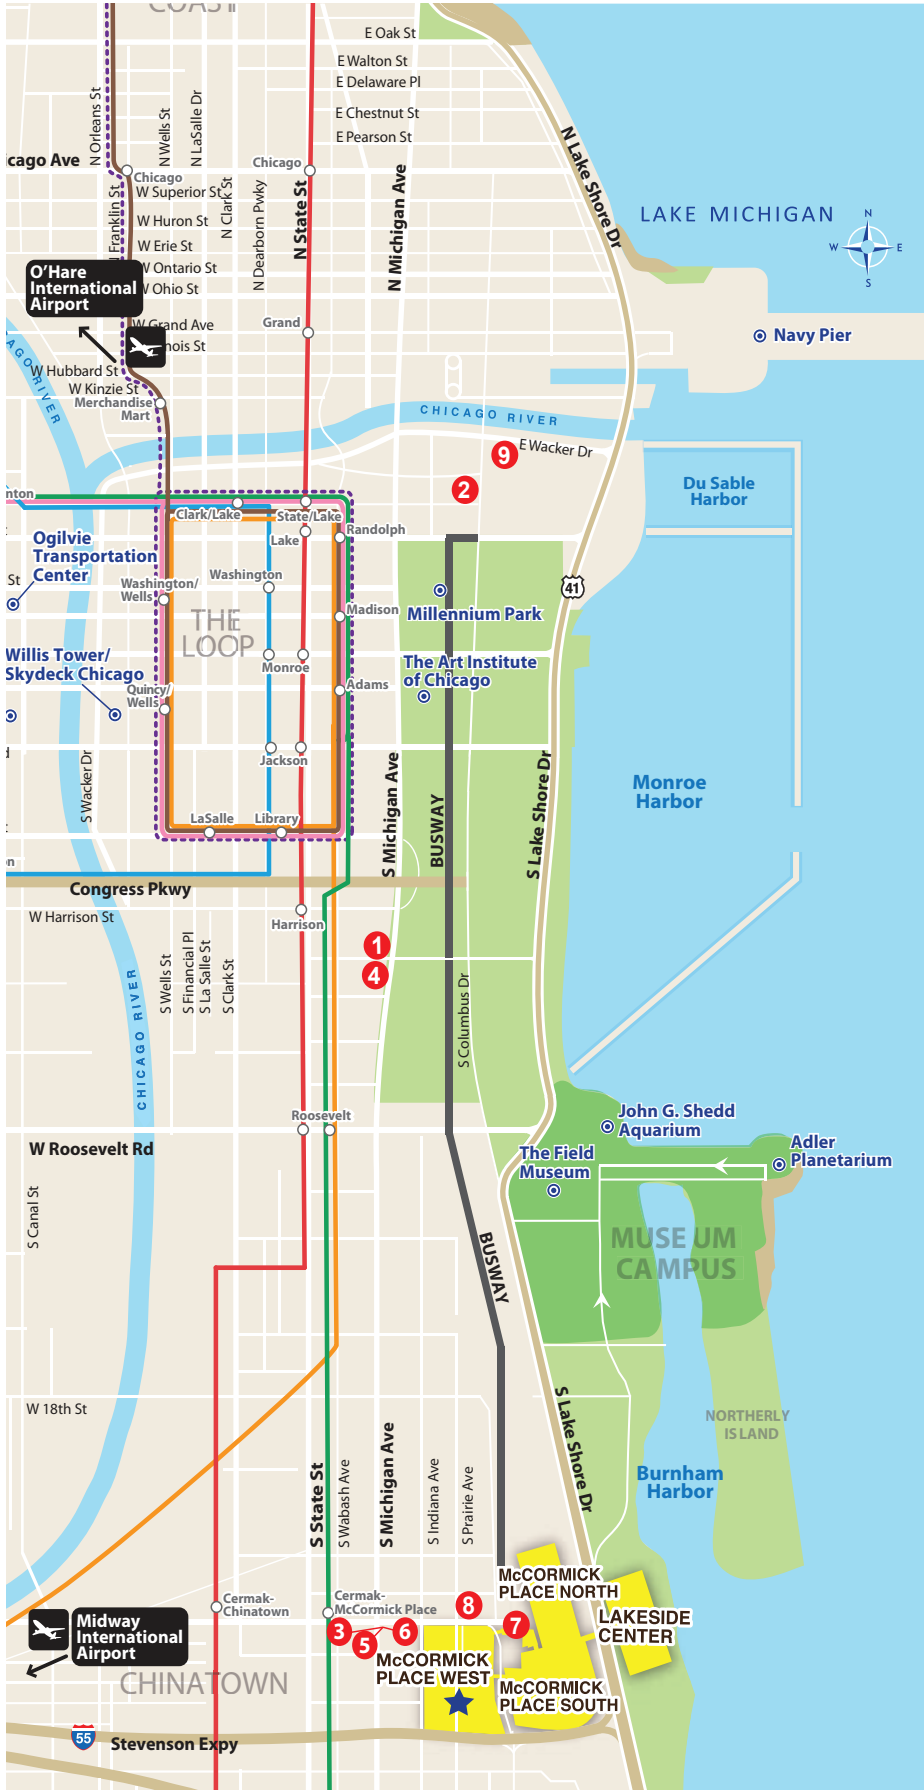 COAST
E Oak St
E Walton St
E Delaware Pl
E Chestnut St
E Pearson St
N Orleans St
N Wells St
N LaSalle Dr
icago Ave
Chicago
Chicago
N Franklin St
W Superior St
W Huron St
W Erie St
W Ontario St
W Ohio St
W Grand Ave
nois St
W Hubbard St
W Kinzie St
N Clark St
N Dearborn Pwky
N State St
N Michigan Ave
N Lake Shore Dr
LAKE MICHIGAN
N
W E
S
O'Hare
International
Airport
Grand
Navy Pier
AGO RIVER
Merchandise
Mart
CHICAGO RIVER
E Wacker Dr
9
2
nton
Clark/Lake
State/Lake
Lake
Randolph
Du Sable
Harbor
Ogilvie
Transportation
Center
St
Washington/
Wells
Washington
THE
LOOP
Madison
Millennium Park
41
Monroe
The Art Institute
of Chicago
Willis Tower/
Skydeck Chicago
Quincy/
Wells
Adams
d
Jackson
S Wacker Dr
S Michigan Ave
BUSWAY
S Lake Shore Dr
Monroe
Harbor
LaSalle
Library
on
Congress Pkwy
W Harrison St
Harrison
1
4
CHICAGO RIVER
S Wells St
S Financial Pl
S La Salle St
S Clark St
S Columbus Dr
Roosevelt
W Roosevelt Rd
John G. Shedd
Aquarium
The Field
Museum
Adler
Planetarium
S Canal St
BUSWAY
MUSEUM
CAMPUS
W 18th St
S Lake Shore Dr
NORTHERLY
ISLAND
S State St
S Wabash Ave
S Michigan Ave
S Indiana Ave
S Prairie Ave
Burnham
Harbor
McCORMICK
PLACE NORTH
Cermak-
Chinatown
Cermak-
McCormick Place
8
3
5
6
7
LAKESIDE
CENTER
Midway
International
Airport
McCORMICK
PLACE WEST
CHINATOWN
McCORMICK
PLACE SOUTH
55
Stevenson Expy